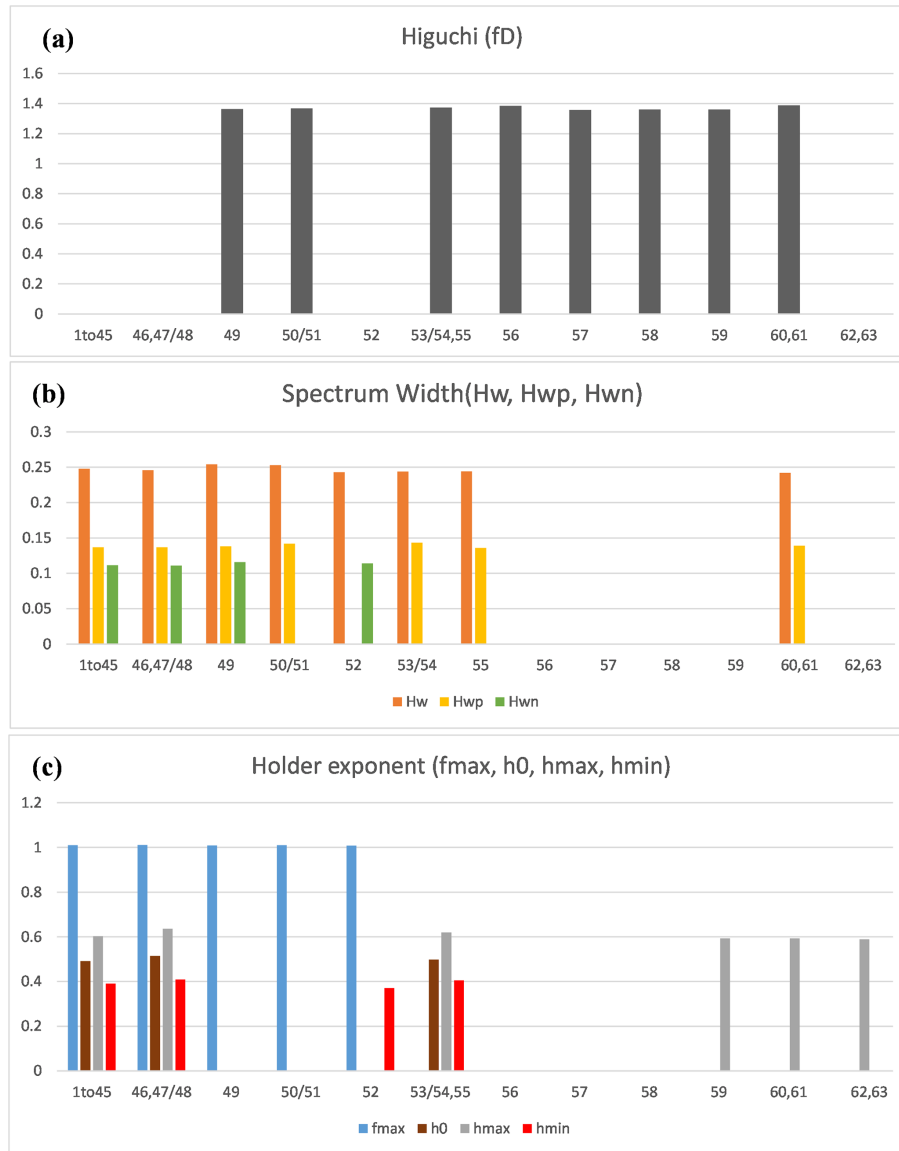 (a)
Higuchi (fD)
1.6
1.4
1.2
1
0.8
0.6
0.4
0.2
0
1to45 46,47/48 49 50/51 52 53/54,55 56 57 58 59 60,61 62,63
(b)
Spectrum Width(Hw, Hwp, Hwn)
0.3
0.25
0.2
0.15
0.1
0.05
0
1to45 46,47/48 49 50/51 52 53/54 55 56 57 58 59 60,61 62,63
Hw Hwp Hwn
(c)
Holder exponent (fmax, h0, hmax, hmin)
1.2
1
0.8
0.6
0.4
0.2
0
1to45 46,47/48 49 50/51 52 53/54,55 56 57 58 59 60,61 62,63
fmax h0 hmax hmin